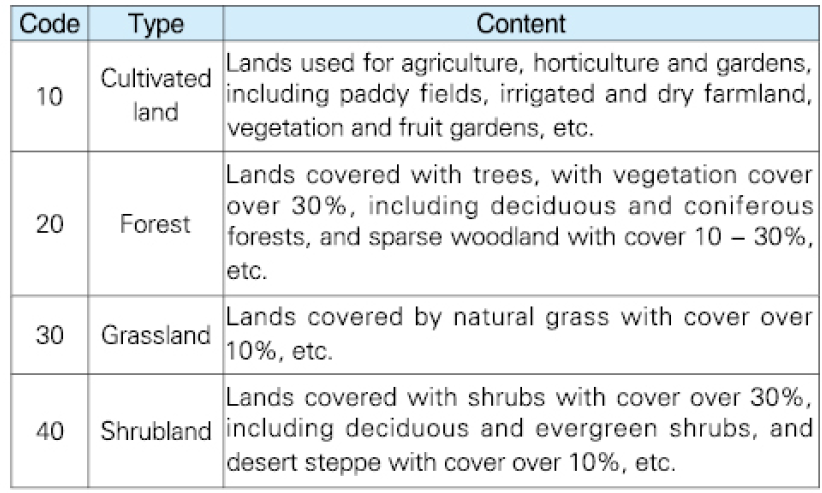 Code Type Content
10 Cultivated land Lands used for agriculture, horticulture and gardens,
including paddy fields, irrigated and dry farmland,
vegetation and fruit gardens, etc.
20 Forest Lands covered with trees, with vegetation cover
over 30%, including deciduous and coniferous
forests, and sparse woodland with cover 10 – 30%,
etc.
30 Grassland Lands covered by natural grass with cover over
10%, etc.
40 Shrubland Lands covered with shrubs with cover over 30%,
including deciduous and evergreen shrubs, and
desert steppe with cover over 10%, etc.